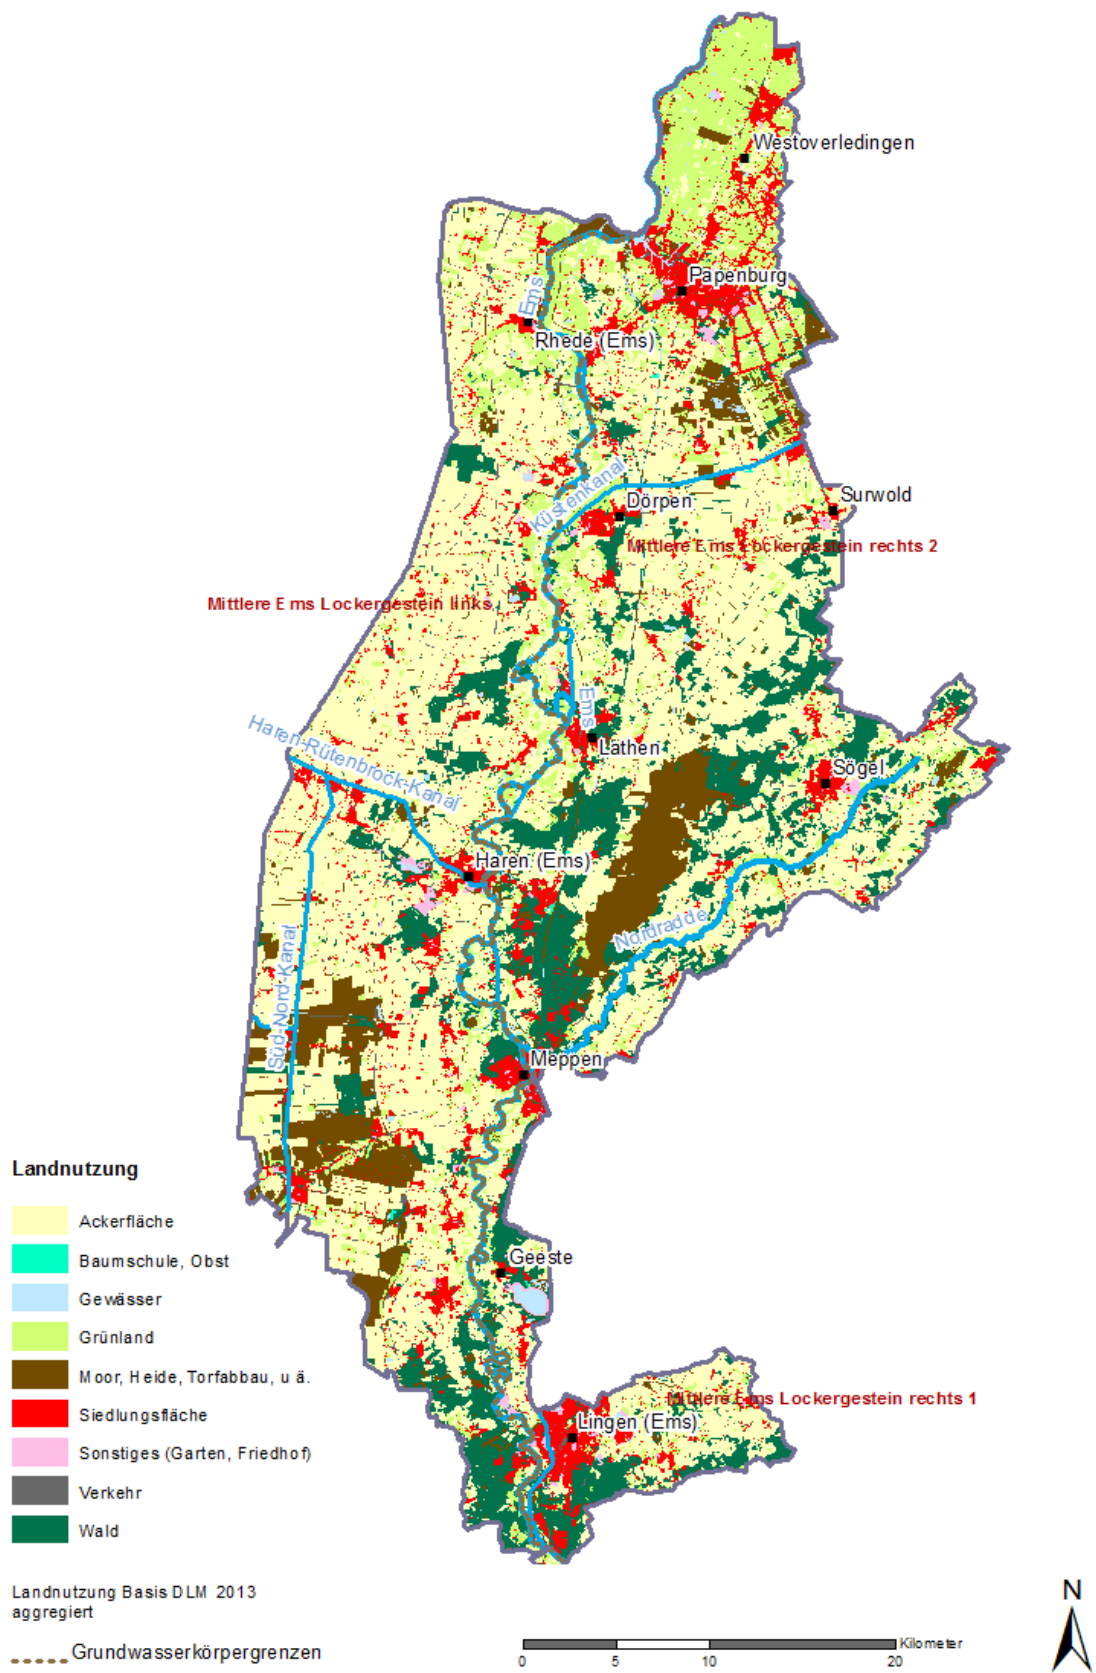 Westoverledingen
Papenburg
Ems
Rhede (Ems)
Küstenkanal
Dörpen
Surwold
Mittlere Ems Lockergestein rechts 2
Mittlere Ems Lockergestein links
Ems
Lathen
Haren-Rütenbrock-Kanal
Sögel
Haren (Ems)
Nordradde
Süd-Nord-Kanal
Meppen
Geeste
Mittlere Ems Lockergestein rechts 1
Lingen (Ems)
Landnutzung
Ackerfläche
Baumschule, Obst
Gewässer
Grünland
Moor, Heide, Torfabbau, u ä.
Siedlungsfläche
Sonstiges (Garten, Friedhof)
Verkehr
Wald
Landnutzung Basis DLM 2013
aggregiert
Grundwasserkörpergrenzen
N
Kilometer
0 5 10 20